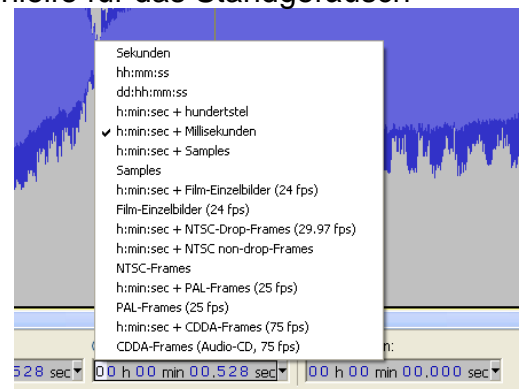 für das Standgeräusch
Sekunden
hh:mm:ss
dd:hh:mm:ss
h:min:sec + hundertstel
✓ h:min:sec + Millisekunden
h:min:sec + Samples
Samples
h:min:sec + Film-Einzelbilder (24 fps)
Film-Einzelbilder (24 fps)
h:min:sec + NTSC-Drop-Frames (29.97 fps)
h:min:sec + NTSC non-drop-Frames
NTSC-Frames
h:min:sec + PAL-Frames (25 fps)
PAL-Frames (25 fps)
h:min:sec + CDDA-Frames (75 fps)
CDDA-Frames (Audio-CD, 75 fps)
n:
528 sec 00 h 00 min 00,528 sec 00 h 00 min 00,000 sec